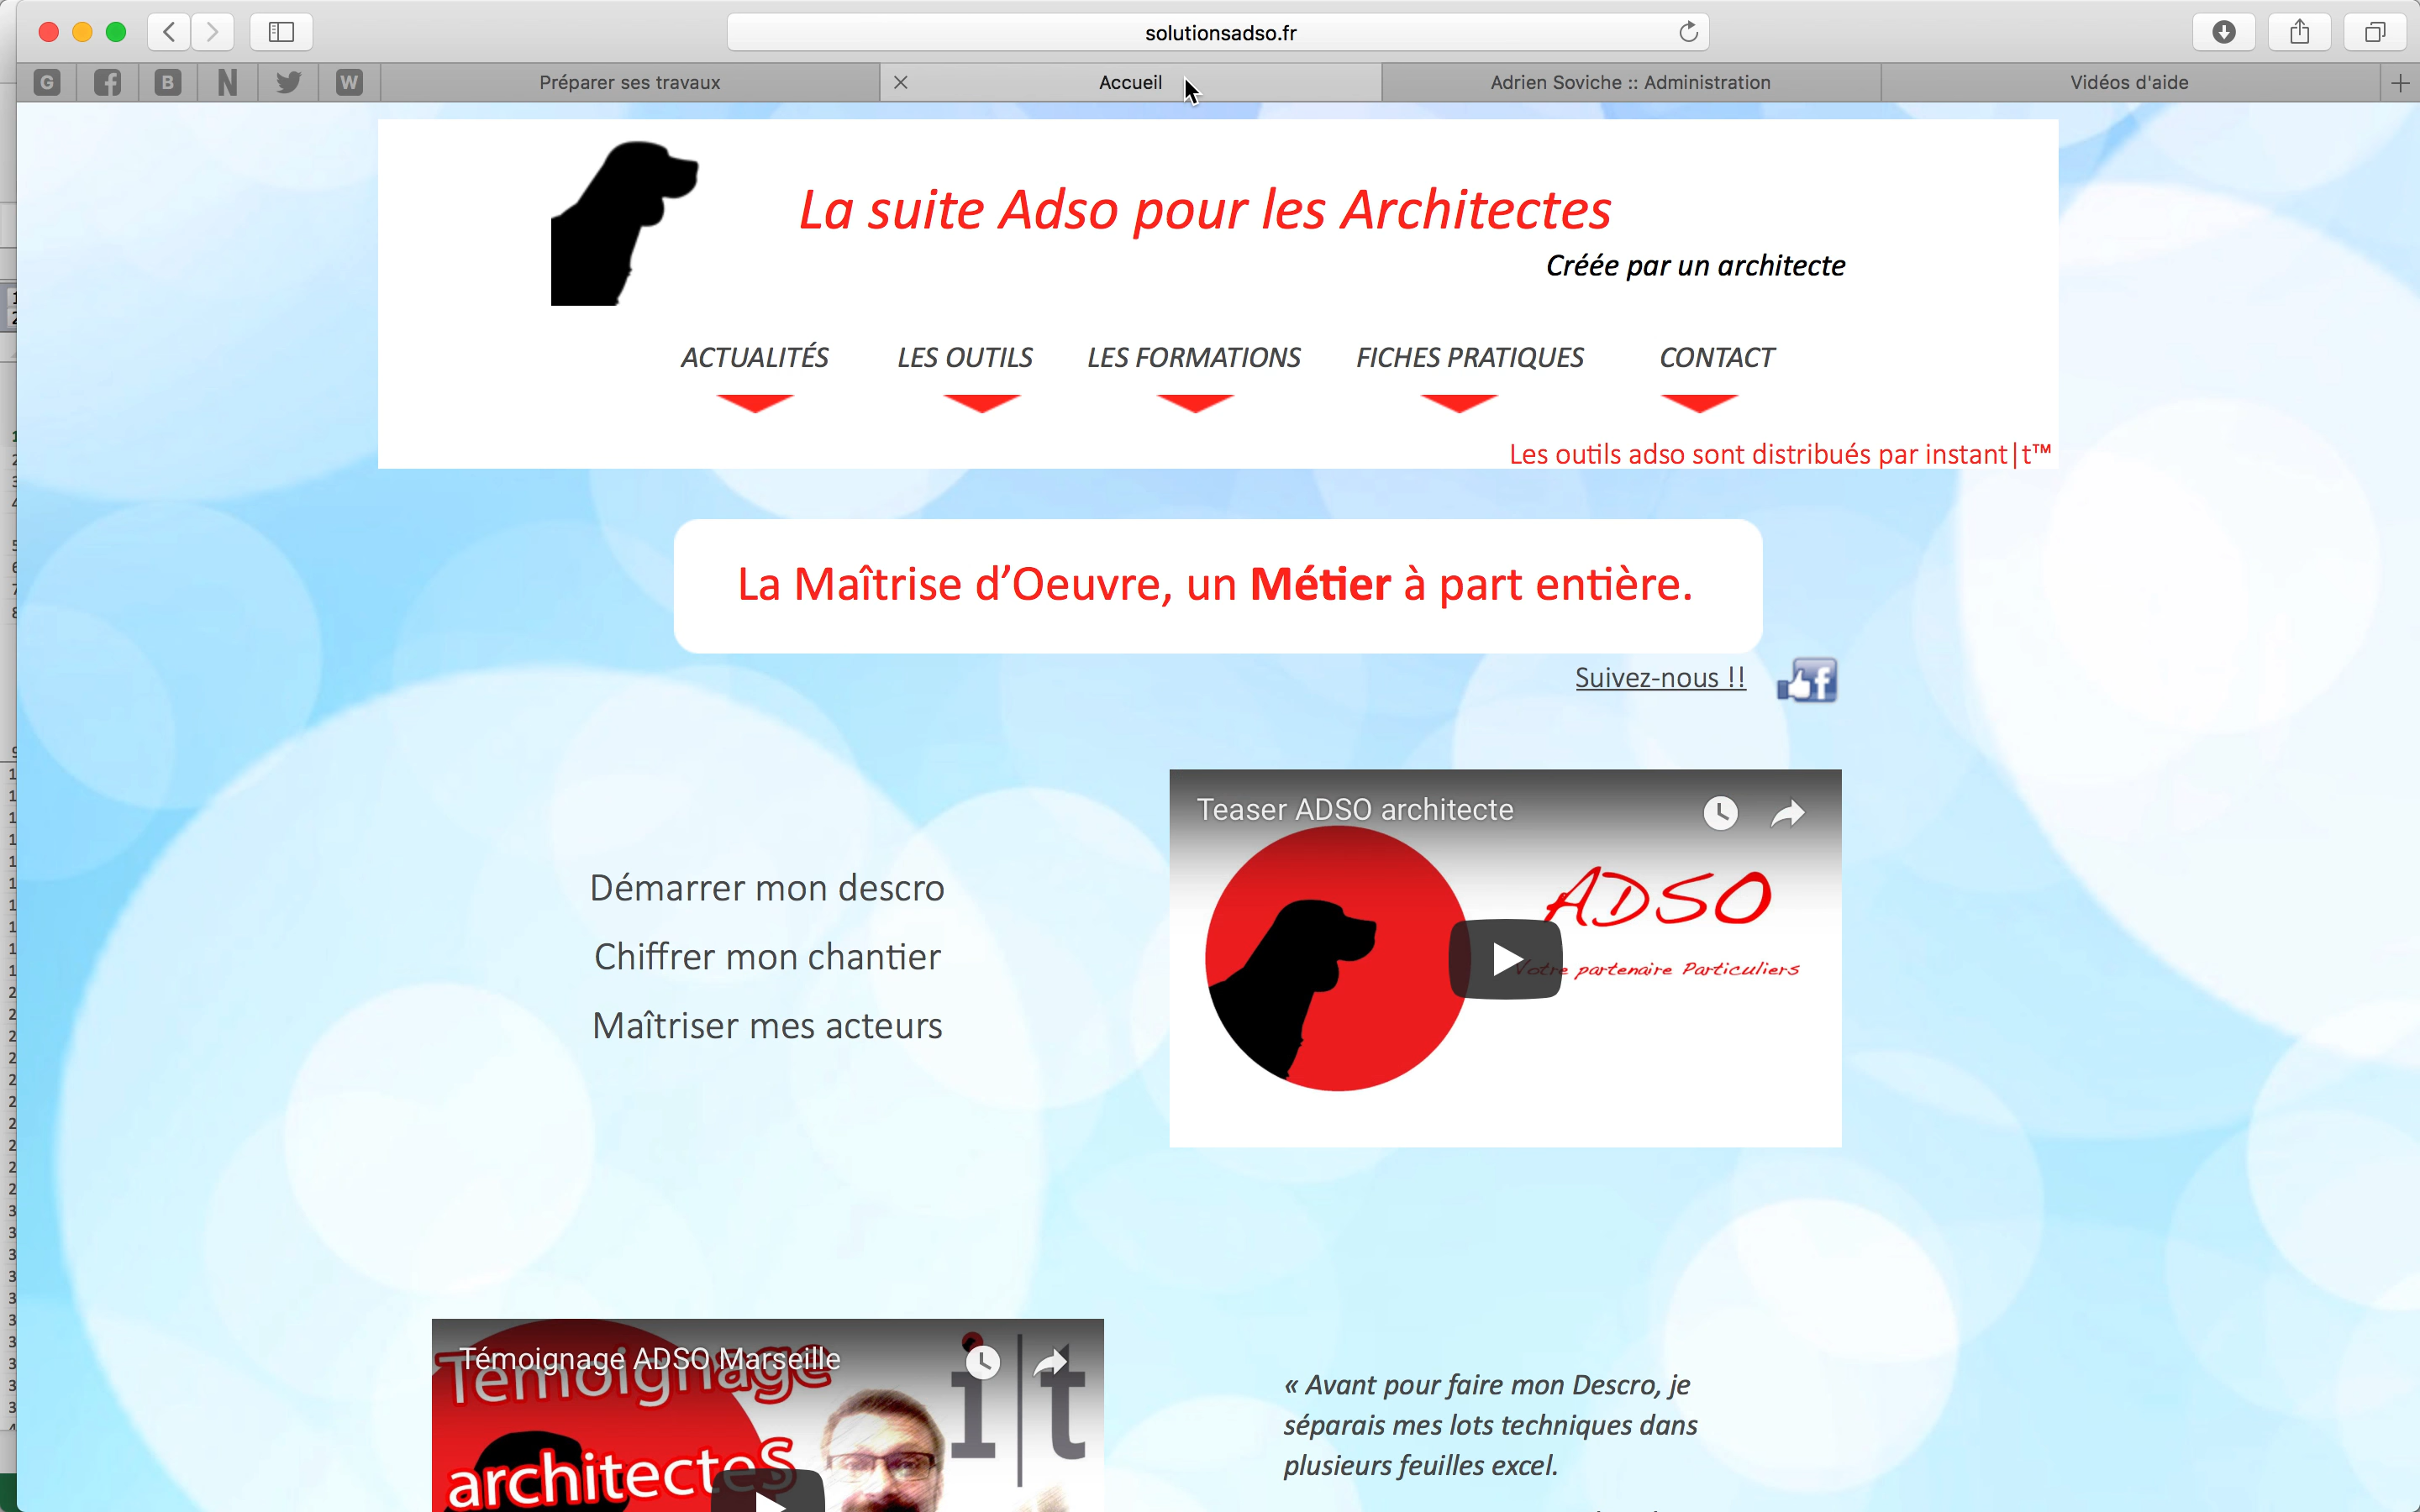 solutionsadso.fr
G
B
N
W
Préparer ses travaux
Accueil
Adrien Soviche :: Administration
Vidéos d'aide
La suite Adso pour les Architectes
Créée par un architecte
ACTUALITÉS
LES OUTILS
LES FORMATIONS
FICHES PRATIQUES
CONTACT
Les outils adso sont distribués par instant|t™
La Maîtrise d’Oeuvre, un Métier à part entière.
Suivez-nous !!
Démarrer mon descro
Chiffrer mon chantier
Maîtriser mes acteurs
Teaser ADSO architecte
ADSO
Votre partenaire Particuliers
Témoignage ADSO Marseille
Témoignage
architectes
i|t
« Avant pour faire mon Descro, je
séparais mes lots techniques dans
plusieurs feuilles excel.